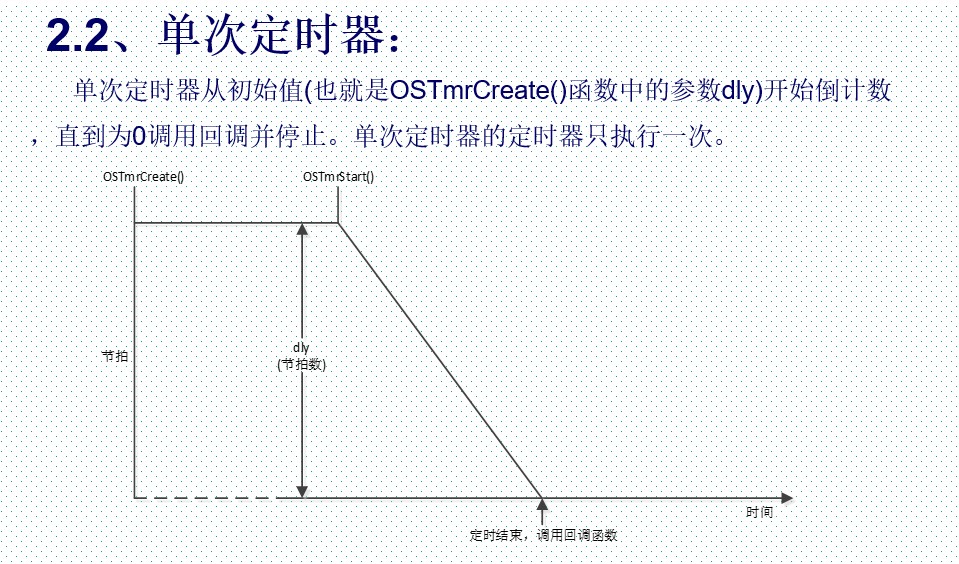 2.2、单次定时器：
单次定时器从初始值(也就是OSTmrCreate()函数中的参数dly)开始倒计数
，直到为0调用回调并停止。单次定时器的定时器只执行一次。
OSTmrCreate()
OSTmrStart()
节拍
dly
(节拍数)
时间
定时结束，调用回调函数